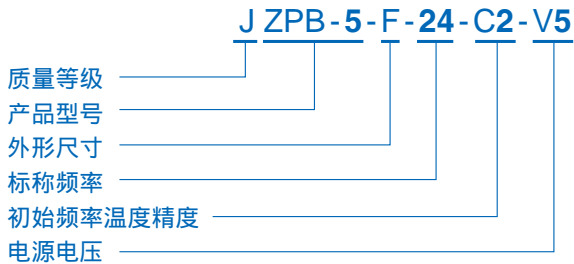 J ZPB-5-F-24-C2-V5
质量等级
产品型号
外形尺寸
标称频率
初始频率温度精度
电源电压